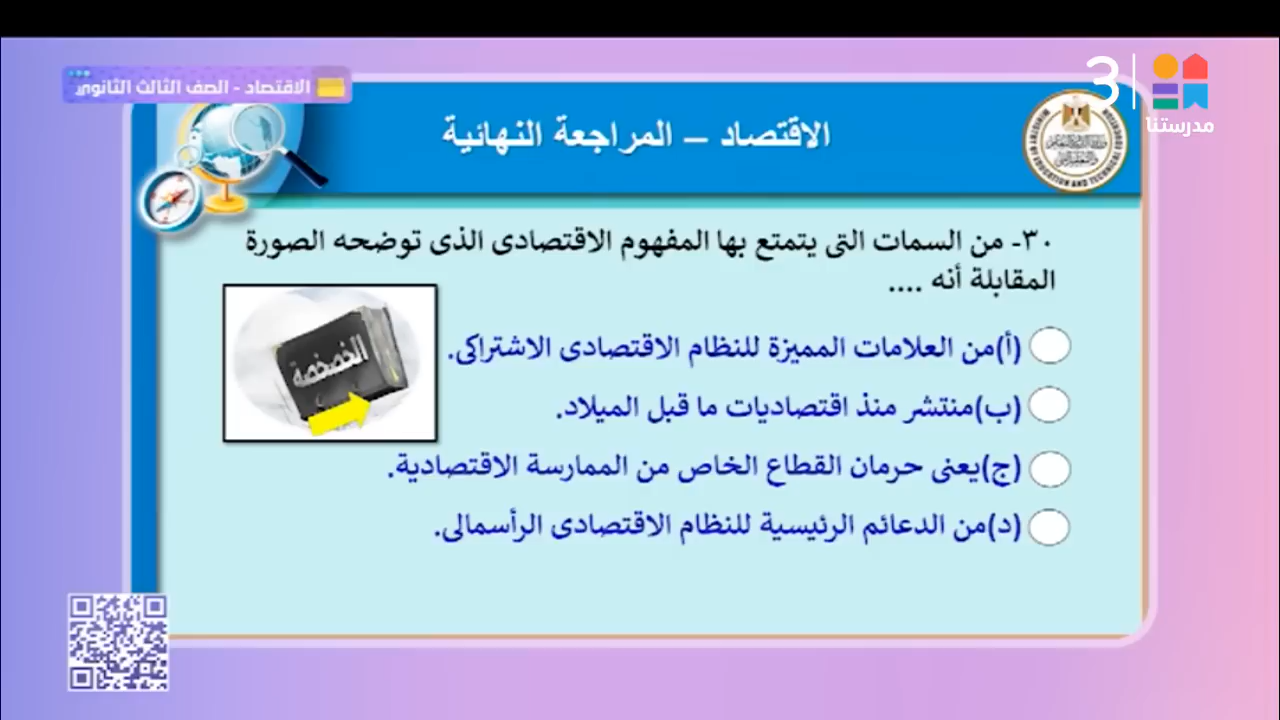 الاقتصاد - الصف الثالث الثانوي
3
مدرستنا
الاقتصاد – المراجعة النهائية
٣٠- من السمات التى يتمتع بها المفهوم الاقتصادى الذى توضحه الصورة
المقابلة أنه ....
الخصخصة
(أ)من العلامات المميزة للنظام الاقتصادى الاشتراكى.
(ب)منتشر منذ اقتصاديات ما قبل الميلاد.
(ج)يعنى حرمان القطاع الخاص من الممارسة الاقتصادية.
(د)من الدعائم الرئيسية للنظام الاقتصادى الرأسمالى.